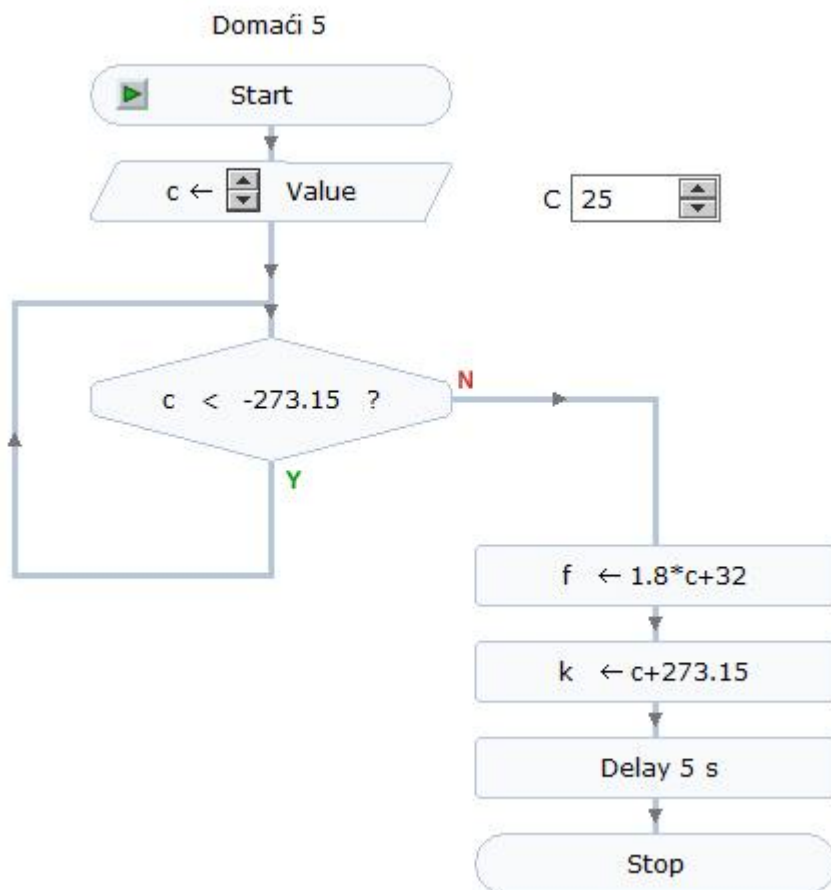 Domaći 5
Start
c ← Value
C 25
c < -273.15 ?
N
Y
f ← 1.8*c+32
k ← c+273.15
Delay 5 s
Stop